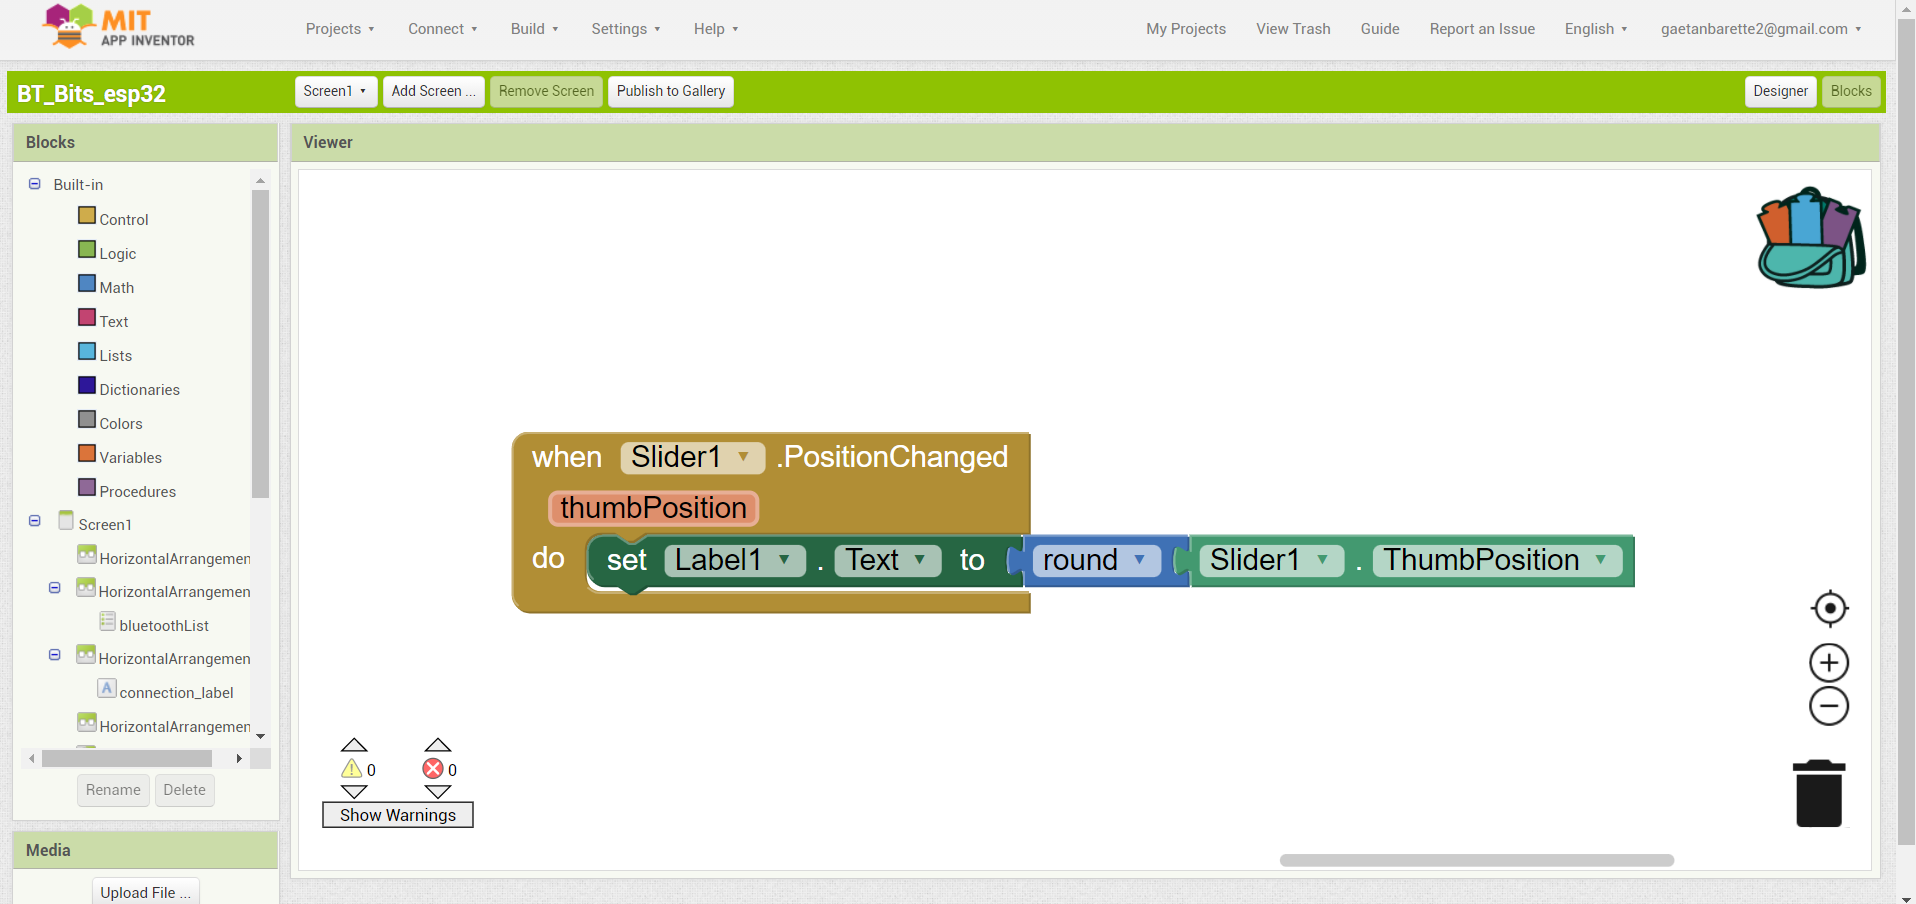 MIT
APP INVENTOR
Projects Connect Build Settings Help My Projects View Trash Guide Report an Issue English gaetanbarette2@gmail.com
BT_Bits_esp32 Screen1 Add Screen ... Remove Screen Publish to Gallery Designer Blocks
Blocks
Built-in
Control
Logic
Math
Text
Lists
Dictionaries
Colors
Variables
Procedures
Screen1
HorizontalArrangemen
HorizontalArrangemen
bluetoothList
HorizontalArrangemen
A connection_label
HorizontalArrangemen
Rename Delete
Media
Upload File ...
Viewer
when Slider1 .PositionChanged
thumbPosition
do set Label1 . Text to round Slider1 . ThumbPosition
0 0
Show Warnings